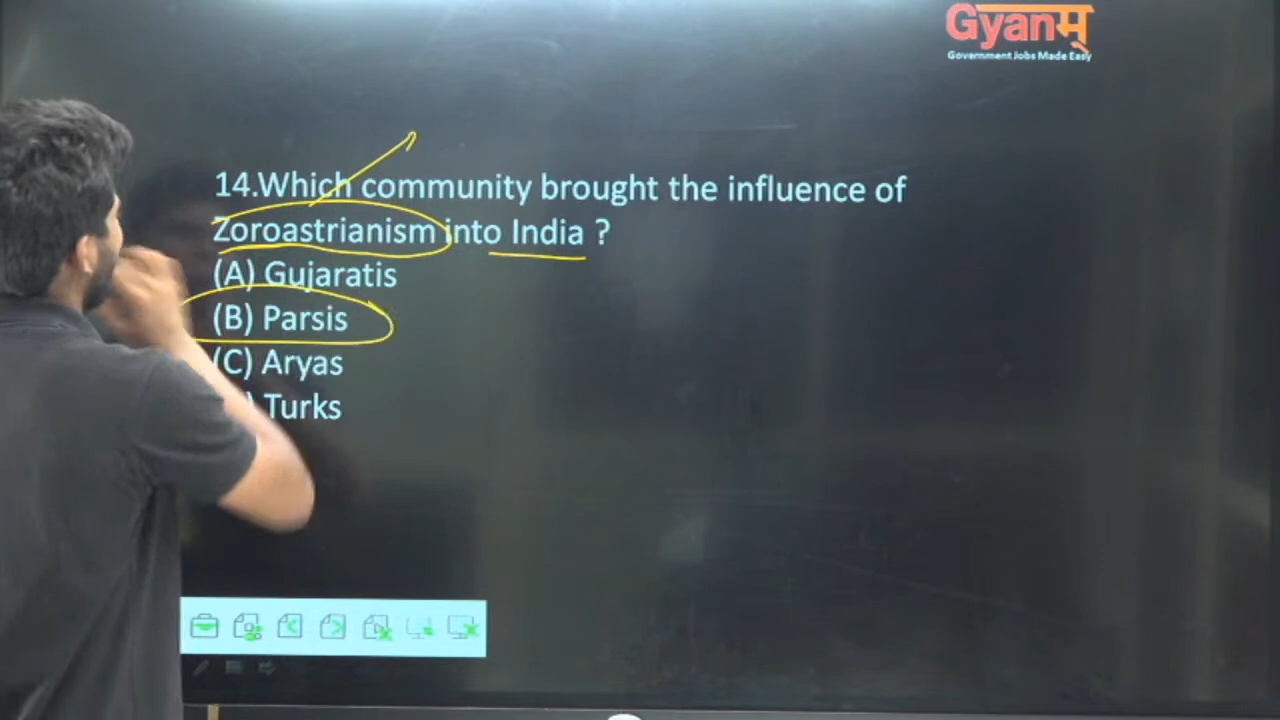 Gyanम्
Government Jobs Made Easy
14.Which community brought the influence of
Zoroastrianism into India ?
(A) Gujaratis
(B) Parsis
(C) Aryas
) Turks